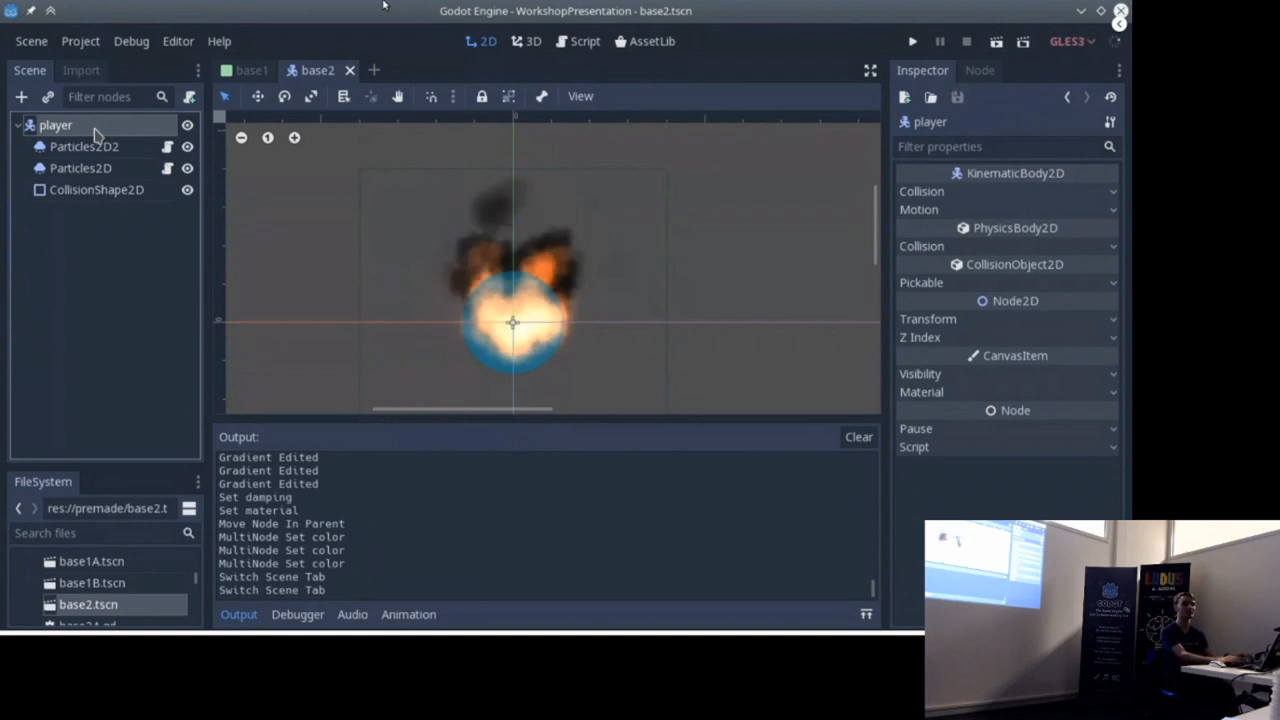 Godot Engine - WorkshopPresentation - base2.tscn
Scene Project Debug Editor Help
2D 3D Script AssetLib
GLES3
Scene Import
base1 base2
Inspector Node
Filter nodes
View
player
player
Particles2D2
Filter properties
Particles2D
KinematicBody2D
CollisionShape2D
Collision
Motion
PhysicsBody2D
Collision
CollisionObject2D
Pickable
Node2D
Transform
Z Index
CanvasItem
Visibility
Material
Node
Pause
Script
Output:
Clear
Gradient Edited
Gradient Edited
Gradient Edited
Set damping
Set material
Move Node In Parent
MultiNode Set color
MultiNode Set color
MultiNode Set color
Switch Scene Tab
Switch Scene Tab
FileSystem
res://premade/base2.t
Search files
base1A.tscn
base1B.tscn
base2.tscn
base2A.gd
Output Debugger Audio Animation
GODOT
LUDUS